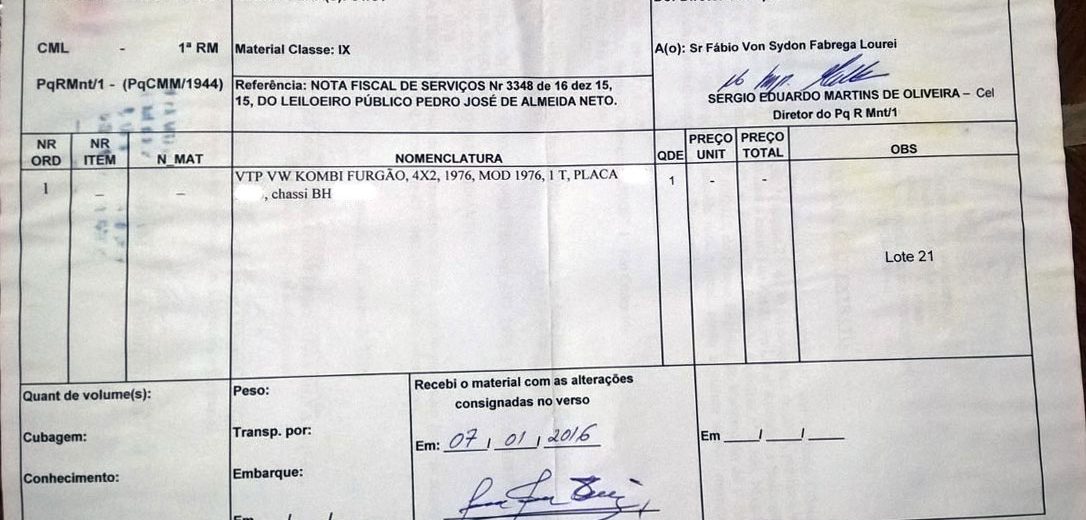 CML - 1ª RM
PqRMnt/1 - (PqCMM/1944)
Material Classe: IX
Referência: NOTA FISCAL DE SERVIÇOS Nr 3348 de 16 dez 15,
15, DO LEILOEIRO PÚBLICO PEDRO JOSÉ DE ALMEIDA NETO.
A(o): Sr Fábio Von Sydon Fabrega Lourei
SERGIO EDUARDO MARTINS DE OLIVEIRA – Cel
Diretor do Pq R Mnt/1
NR ORD
NR ITEM
N_MAT
NOMENCLATURA
QDE
PREÇO UNIT
PREÇO TOTAL
OBS
1 – – VTP VW KOMBI FURGÃO, 4X2, 1976, MOD 1976, 1 T, PLACA 1 - -
, chassi BH
Lote 21
Quant de volume(s):
Cubagem:
Conhecimento:
Peso:
Transp. por:
Embarque:
Em / /
Recebi o material com as alterações
consignadas no verso
Em: 07 / 01 / 2016
Em ____/____/____